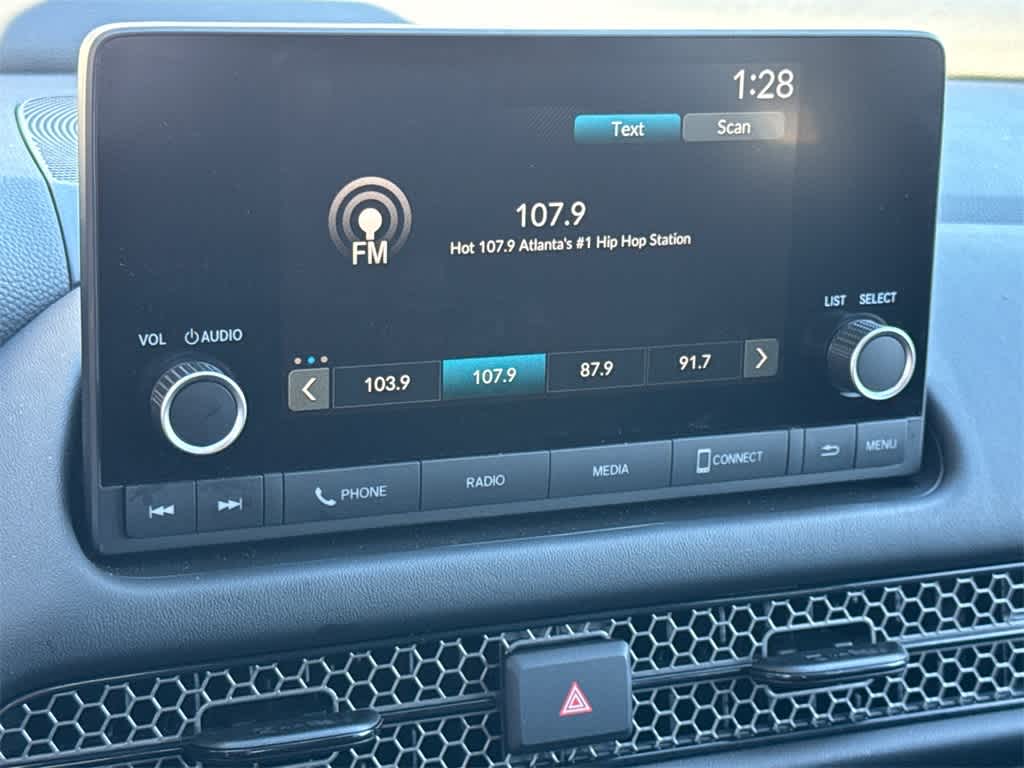 1:28
Text Scan
107.9
Hot 107.9 Atlanta's #1 Hip Hop Station
FM
LIST SELECT
VOL AUDIO
103.9 107.9 87.9 91.7
PHONE RADIO MEDIA CONNECT MENU